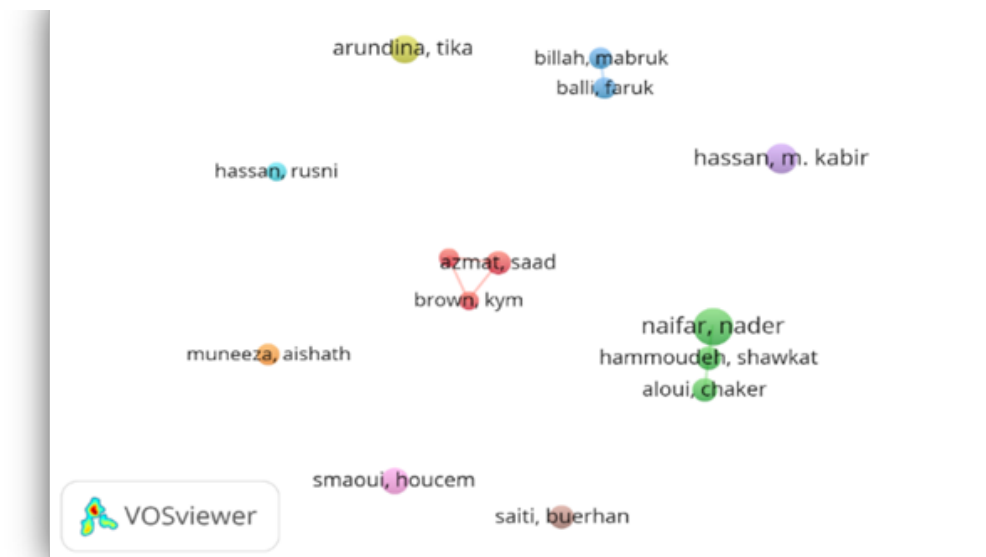 arundina, tika
billah, mabruk
balli, faruk
hassan, m. kabir
hassan, rusni
azmat, saad
brown, kym
naifar, nader
muneeza, aishath
hammoudeh, shawkat
aloui, chaker
smaoui, houcem
saiti, buerhan
VOSviewer